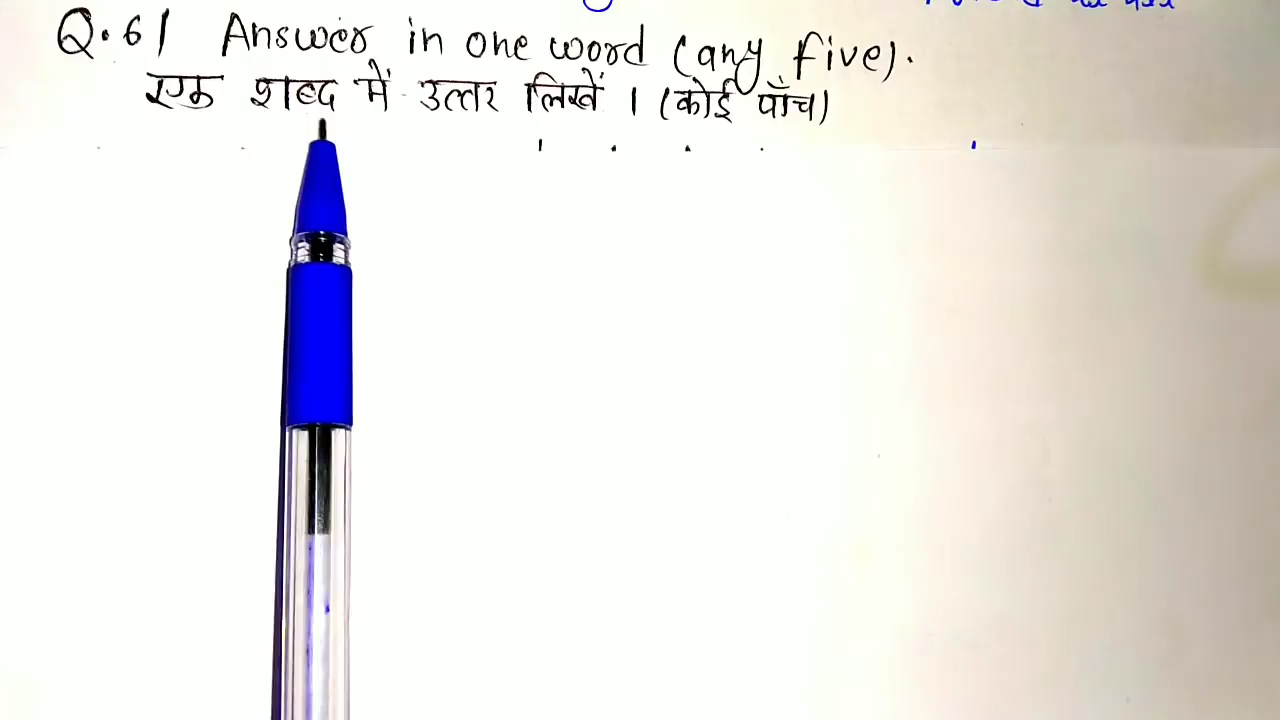 Q.6/ Answer in one word (any five).
एक शब्द में उत्तर लिखें । (कोई पाँच)